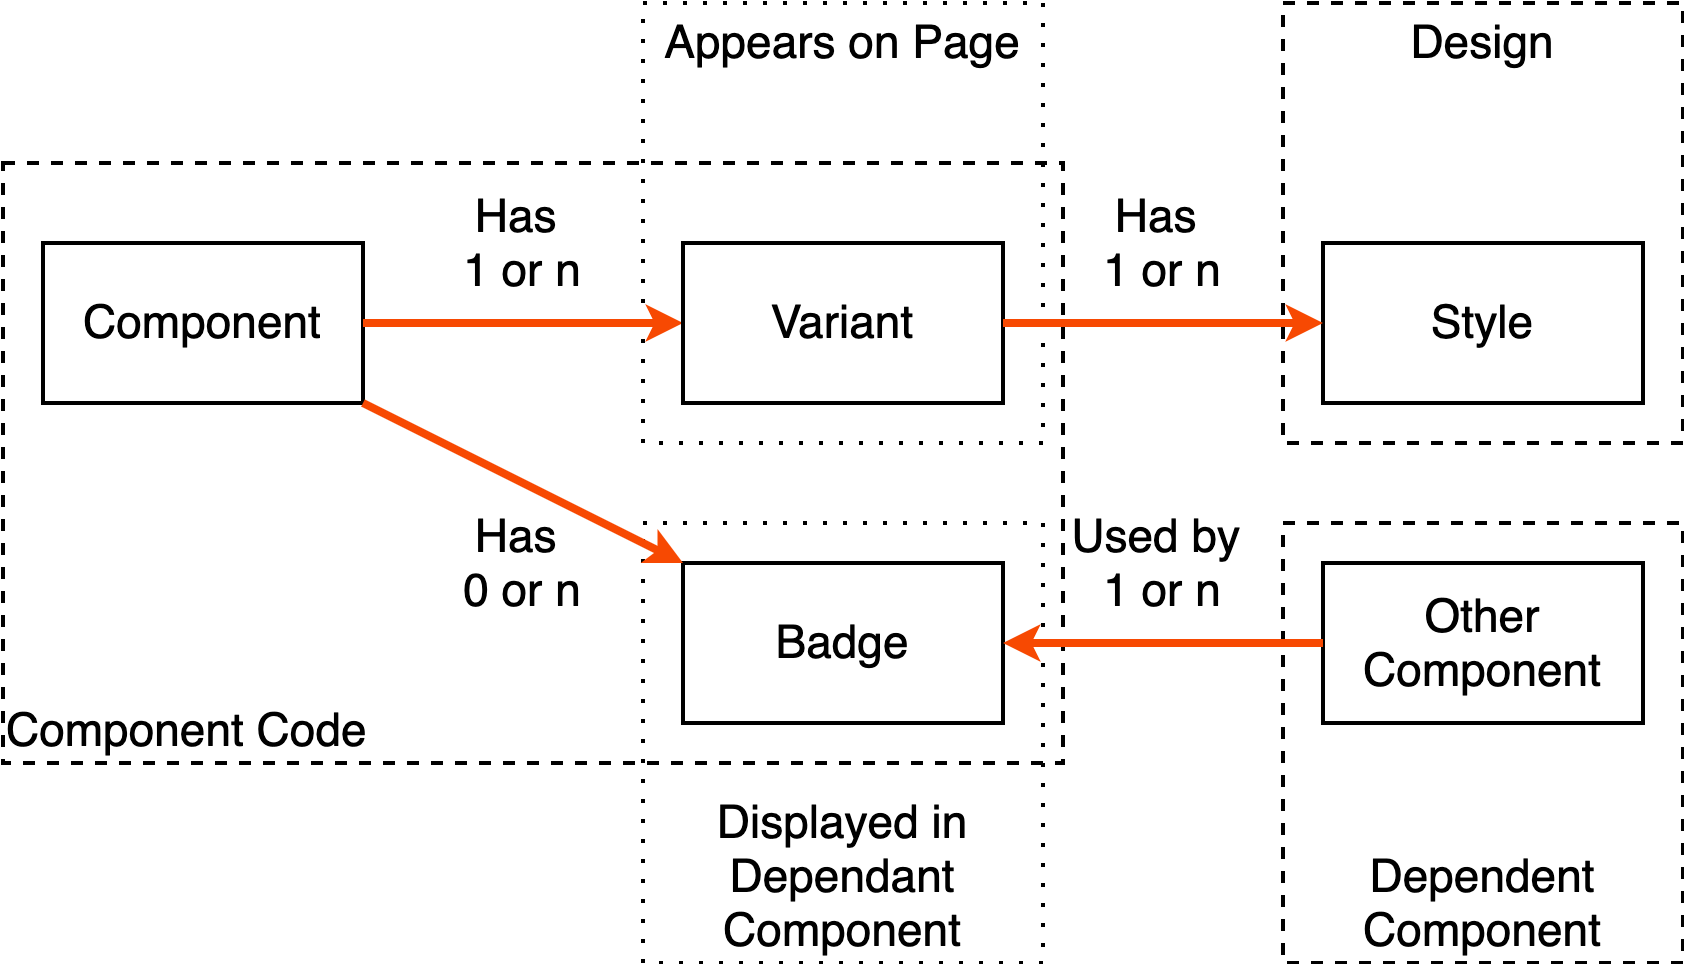 Appears on Page
Design
Has
1 or n
Has
1 or n
Component
Variant
Style
Has
0 or n
Used by
1 or n
Badge
Other
Component
Component Code
Displayed in
Dependant
Component
Dependent
Component